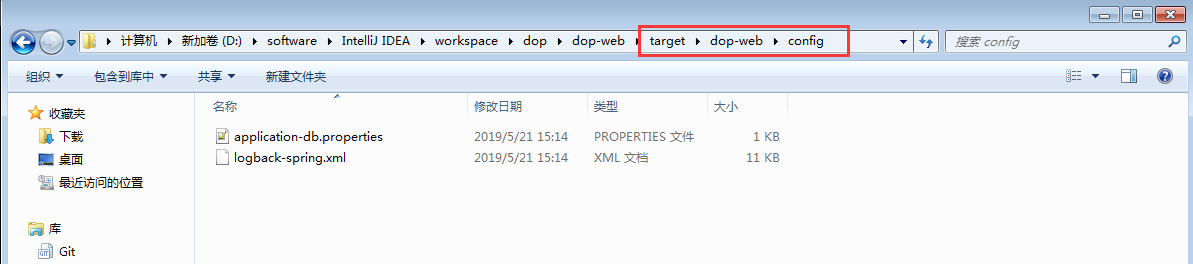 计算机 新加卷 (D:) software IntelliJ IDEA workspace dop dop-web target dop-web config 搜索 config
组织 包含到库中 共享 新建文件夹
收藏夹
下载
桌面
最近访问的位置
库
Git
名称 修改日期 类型 大小
application-db.properties 2019/5/21 15:14 PROPERTIES 文件 1 KB
logback-spring.xml 2019/5/21 15:14 XML 文档 11 KB